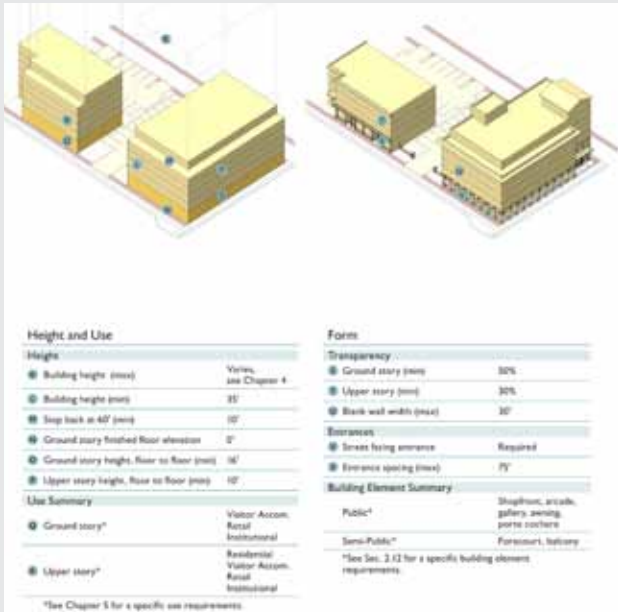 Height and Use
Height
Building height (max) Varies, see Chapter 4
Building height (min) 35'
Step back at 60' (min) 10'
Ground story finished floor elevation 0'
Ground story height, floor to floor (min) 16'
Upper story height, floor to floor (min) 10'
Use Summary
Ground story* Visitor Accom.
Retail
Institutional
Upper story* Residential
Visitor Accom.
Retail
Institutional
*See Chapter 5 for a specific use requirements
Form
Transparency
Ground story (min) 50%
Upper story (min) 30%
Blank wall width (max) 30'
Entrances
Street facing entrance Required
Entrance spacing (max) 75'
Building Element Summary
Public* Shopfront, arcade,
gallery, awning,
porte cochere
Semi-Public* Forecourt, balcony
*See Sec. 2.12 for a specific building element
requirements.